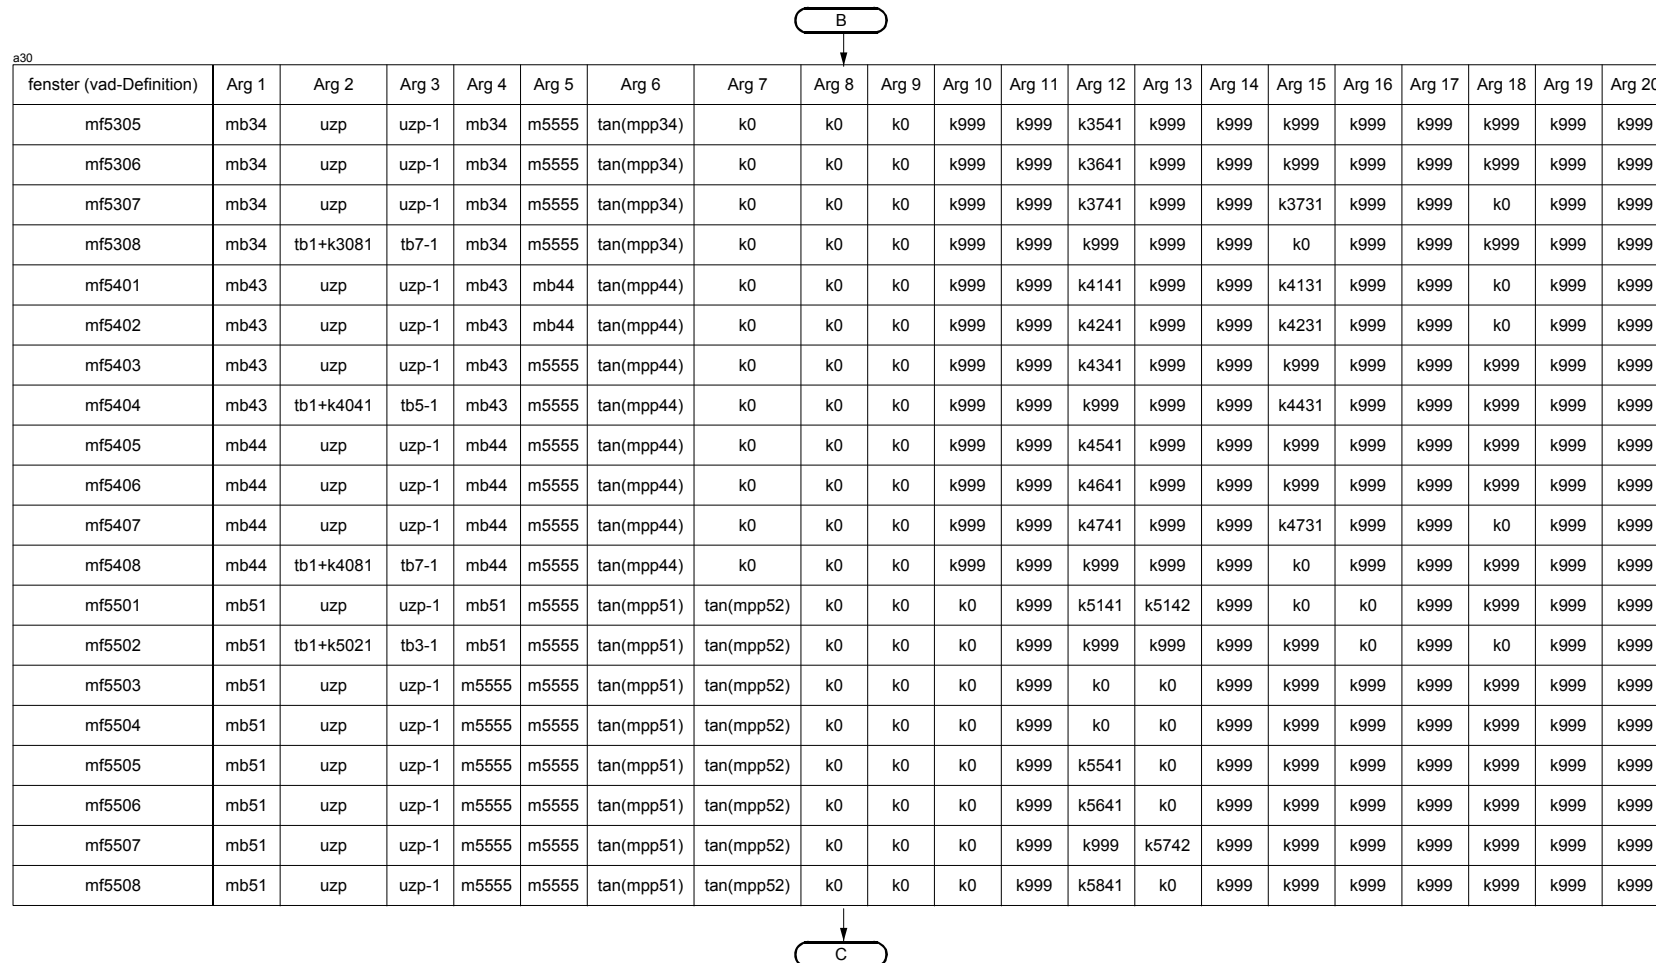 B
a30
fenster (vad-Definition) Arg 1 Arg 2 Arg 3 Arg 4 Arg 5 Arg 6 Arg 7 Arg 8 Arg 9 Arg 10 Arg 11 Arg 12 Arg 13 Arg 14 Arg 15 Arg 16 Arg 17 Arg 18 Arg 19 Arg 20
mf5305 mb34 uzp uzp-1 mb34 m5555 tan(mpp34) k0 k0 k0 k999 k999 k3541 k999 k999 k999 k999 k999 k999 k999 k999
mf5306 mb34 uzp uzp-1 mb34 m5555 tan(mpp34) k0 k0 k0 k999 k999 k3641 k999 k999 k999 k999 k999 k999 k999 k999
mf5307 mb34 uzp uzp-1 mb34 m5555 tan(mpp34) k0 k0 k0 k999 k999 k3741 k999 k999 k3731 k999 k999 k0 k999 k999
mf5308 mb34 tb1+k3081 tb7-1 mb34 m5555 tan(mpp34) k0 k0 k0 k999 k999 k999 k999 k999 k0 k999 k999 k999 k999 k999
mf5401 mb43 uzp uzp-1 mb43 mb44 tan(mpp44) k0 k0 k0 k999 k999 k4141 k999 k999 k4131 k999 k999 k0 k999 k999
mf5402 mb43 uzp uzp-1 mb43 mb44 tan(mpp44) k0 k0 k0 k999 k999 k4241 k999 k999 k4231 k999 k999 k0 k999 k999
mf5403 mb43 uzp uzp-1 mb43 m5555 tan(mpp44) k0 k0 k0 k999 k999 k4341 k999 k999 k999 k999 k999 k999 k999 k999
mf5404 mb43 tb1+k4041 tb5-1 mb43 m5555 tan(mpp44) k0 k0 k0 k999 k999 k999 k999 k999 k4431 k999 k999 k999 k999 k999
mf5405 mb44 uzp uzp-1 mb44 m5555 tan(mpp44) k0 k0 k0 k999 k999 k4541 k999 k999 k999 k999 k999 k999 k999 k999
mf5406 mb44 uzp uzp-1 mb44 m5555 tan(mpp44) k0 k0 k0 k999 k999 k4641 k999 k999 k999 k999 k999 k999 k999 k999
mf5407 mb44 uzp uzp-1 mb44 m5555 tan(mpp44) k0 k0 k0 k999 k999 k4741 k999 k999 k4731 k999 k999 k0 k999 k999
mf5408 mb44 tb1+k4081 tb7-1 mb44 m5555 tan(mpp44) k0 k0 k0 k999 k999 k999 k999 k999 k0 k999 k999 k999 k999 k999
mf5501 mb51 uzp uzp-1 mb51 m5555 tan(mpp51) tan(mpp52) k0 k0 k0 k999 k5141 k5142 k999 k0 k0 k999 k999 k999 k999
mf5502 mb51 tb1+k5021 tb3-1 mb51 m5555 tan(mpp51) tan(mpp52) k0 k0 k0 k999 k999 k999 k999 k999 k0 k999 k0 k999 k999
mf5503 mb51 uzp uzp-1 m5555 m5555 tan(mpp51) tan(mpp52) k0 k0 k0 k999 k0 k0 k999 k999 k999 k999 k999 k999 k999
mf5504 mb51 uzp uzp-1 m5555 m5555 tan(mpp51) tan(mpp52) k0 k0 k0 k999 k0 k0 k999 k999 k999 k999 k999 k999 k999
mf5505 mb51 uzp uzp-1 m5555 m5555 tan(mpp51) tan(mpp52) k0 k0 k0 k999 k5541 k0 k999 k999 k999 k999 k999 k999 k999
mf5506 mb51 uzp uzp-1 m5555 m5555 tan(mpp51) tan(mpp52) k0 k0 k0 k999 k5641 k0 k999 k999 k999 k999 k999 k999 k999
mf5507 mb51 uzp uzp-1 m5555 m5555 tan(mpp51) tan(mpp52) k0 k0 k0 k999 k999 k5742 k999 k999 k999 k999 k999 k999 k999
mf5508 mb51 uzp uzp-1 m5555 m5555 tan(mpp51) tan(mpp52) k0 k0 k0 k999 k5841 k0 k999 k999 k999 k999 k999 k999 k999
C